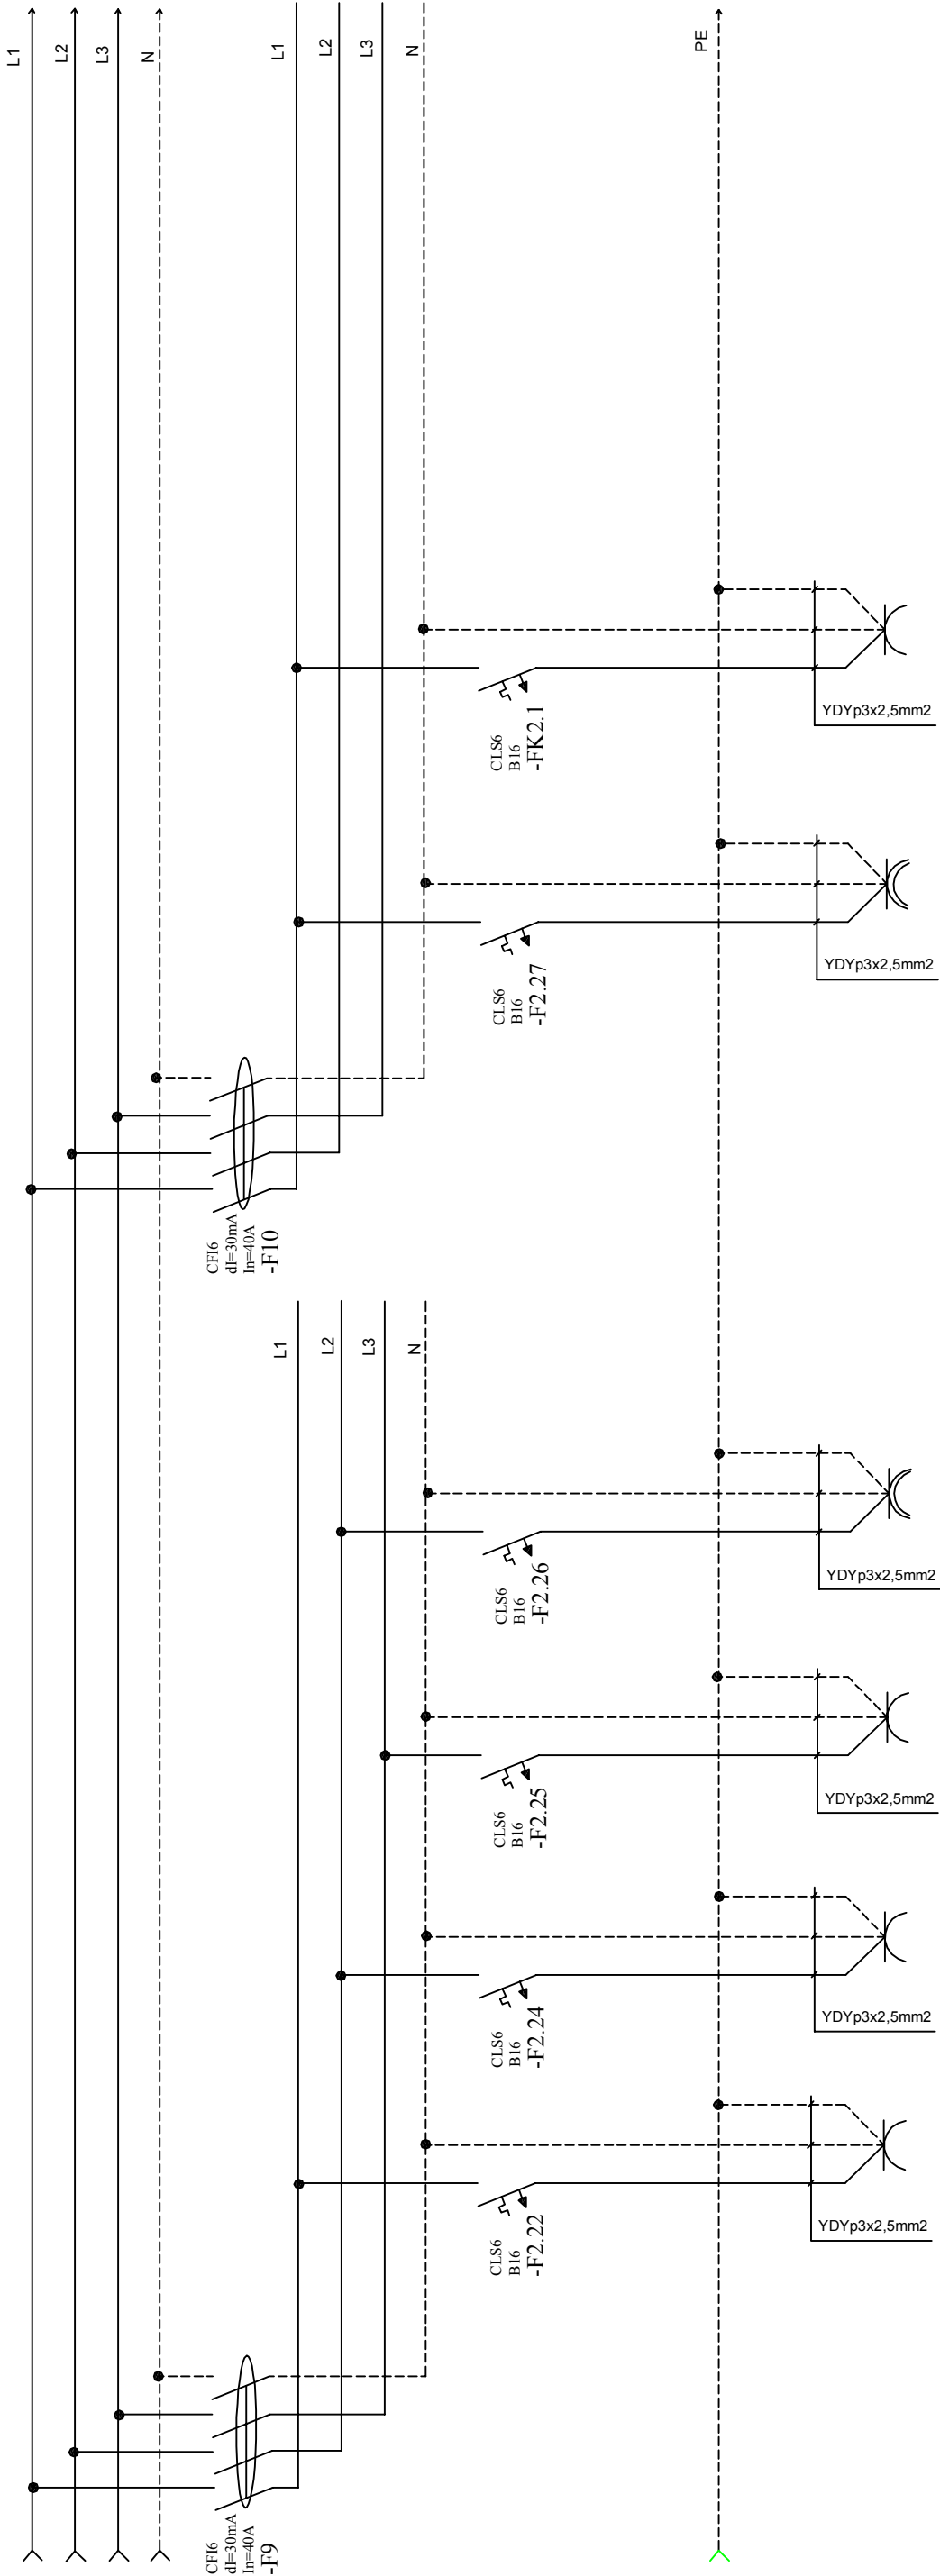 L1
L2
L3
N
L1
L2
L3
N
PE
CLS6
B16
-FK2.1
YDYp3x2,5mm2
CLS6
B16
-F2.27
YDYp3x2,5mm2
CFI6
dI=30mA
In=40A
-F10
L1
L2
L3
N
CLS6
B16
-F2.26
YDYp3x2,5mm2
CLS6
B16
-F2.25
YDYp3x2,5mm2
CLS6
B16
-F2.24
YDYp3x2,5mm2
CLS6
B16
-F2.22
YDYp3x2,5mm2
CFI6
dI=30mA
In=40A
-F9